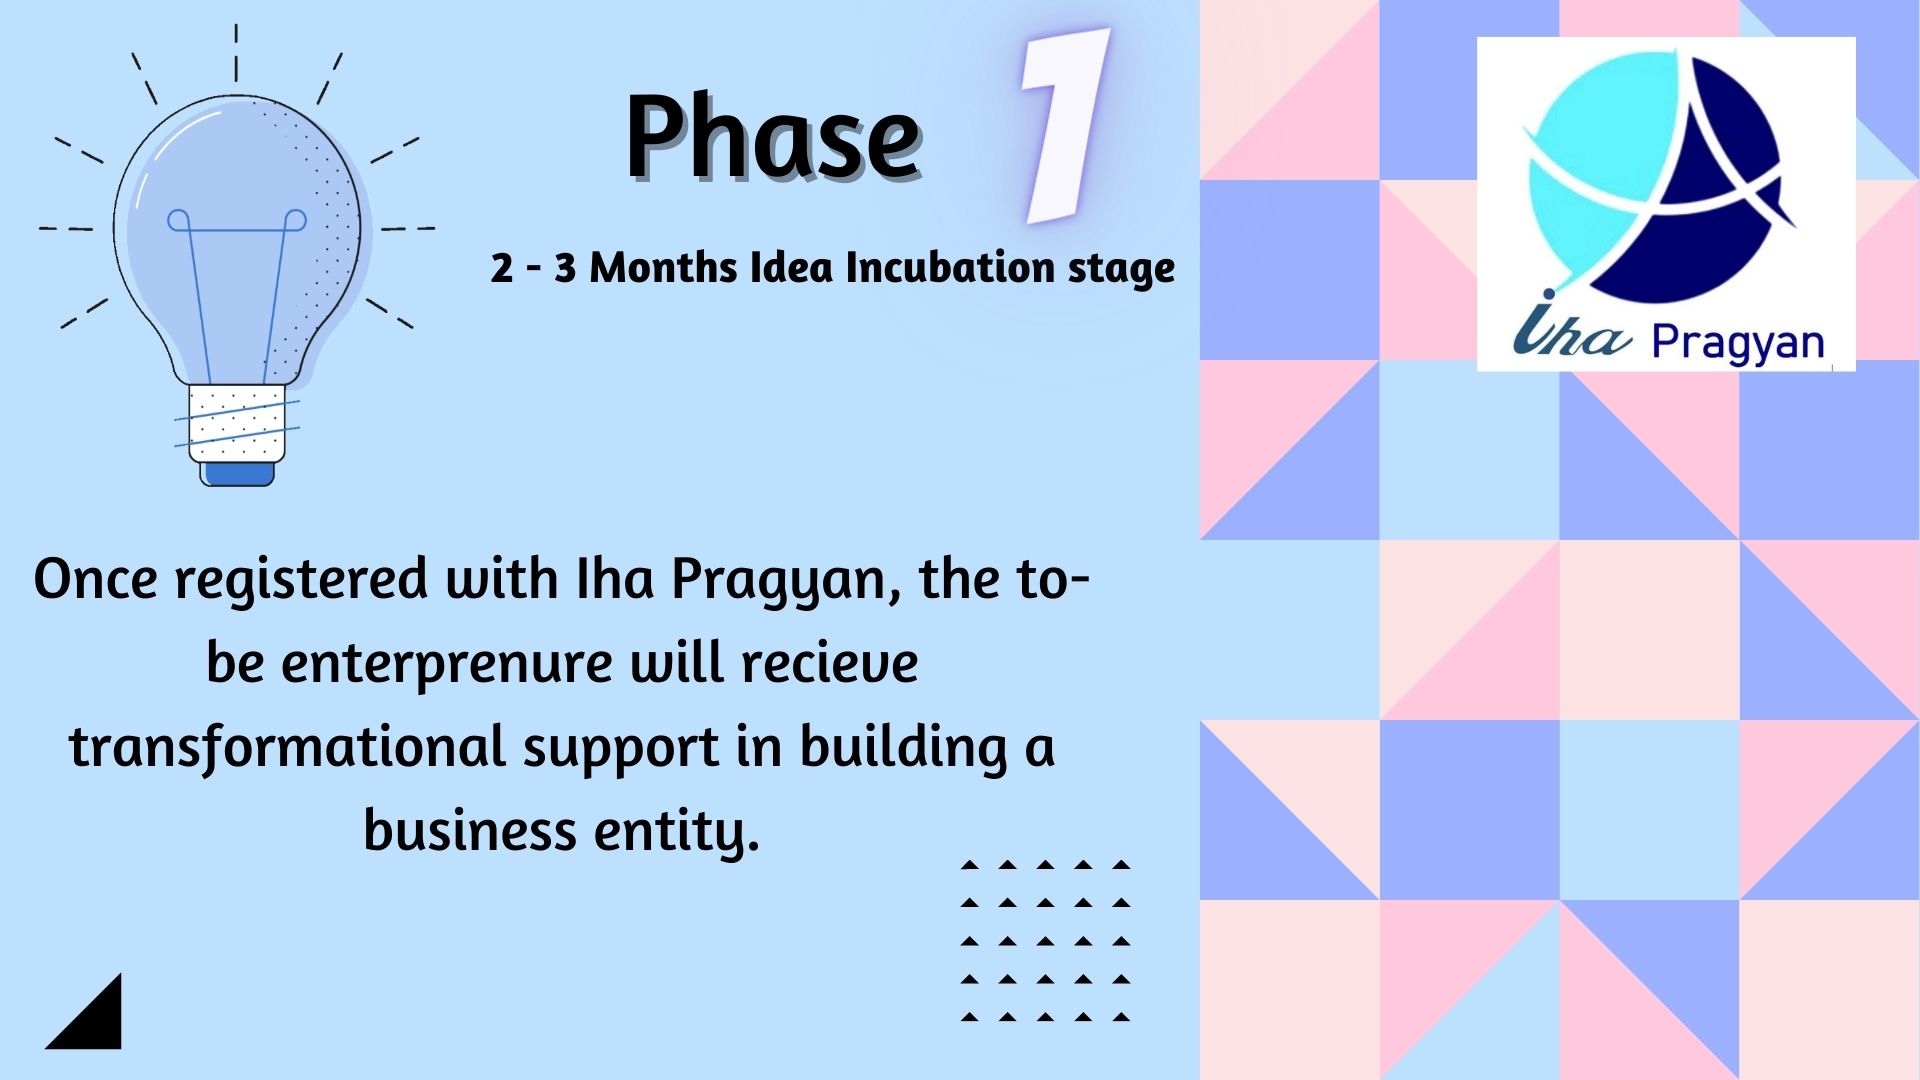 Phase 1
2 - 3 Months Idea Incubation stage
iha Pragyan
Once registered with Iha Pragyan, the to-
be enterprenure will recieve
transformational support in building a
business entity.